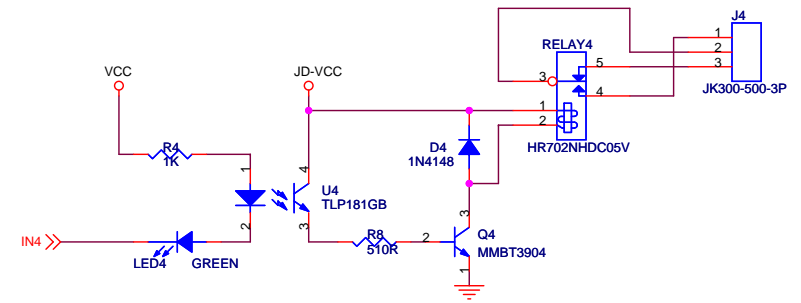 J4
1
2
3
JK300-500-3P
RELAY4
3
5
4
1
2
HR702NHDC05V
VCC
JD-VCC
R4
1K
1
2
4
3
U4
TLP181GB
D4
1N4148
IN4
LED4
GREEN
R8
510R
2
3
1
Q4
MMBT3904